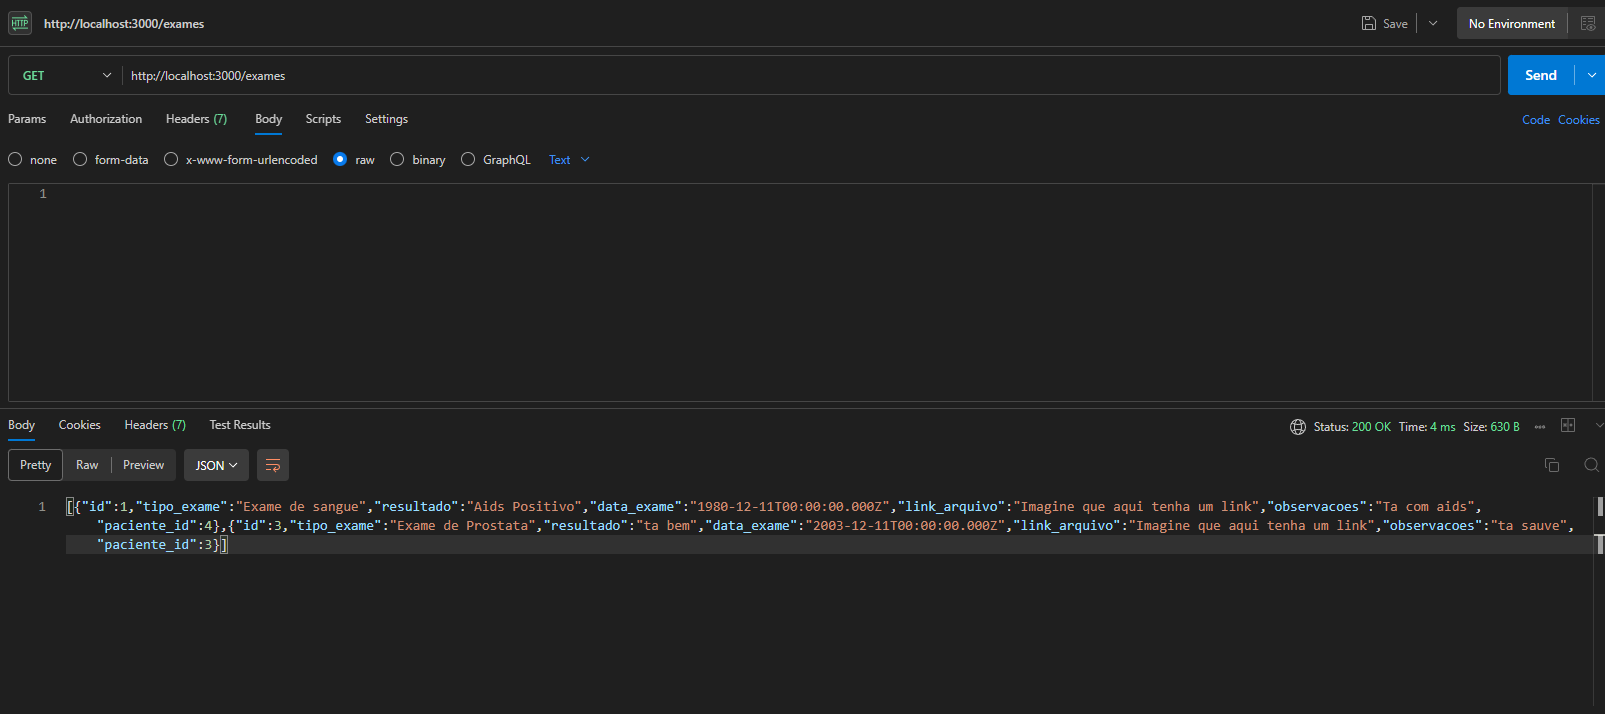 HTTP http://localhost:3000/exames Save No Environment
GET http://localhost:3000/exames Send
Params Authorization Headers (7) Body Scripts Settings Code Cookies
none form-data x-www-form-urlencoded raw binary GraphQL Text
1
Body Cookies Headers (7) Test Results Status: 200 OK Time: 4 ms Size: 630 B
Pretty Raw Preview JSON
1 [{"id":1,"tipo_exame":"Exame de sangue","resultado":"Aids Positivo","data_exame":"1980-12-11T00:00:00.000Z","link_arquivo":"Imagine que aqui tenha um link","observacoes":"Ta com aids",
"paciente_id":4},{"id":3,"tipo_exame":"Exame de Prostata","resultado":"ta bem","data_exame":"2003-12-11T00:00:00.000Z","link_arquivo":"Imagine que aqui tenha um link","observacoes":"ta sauve",
"paciente_id":3}]